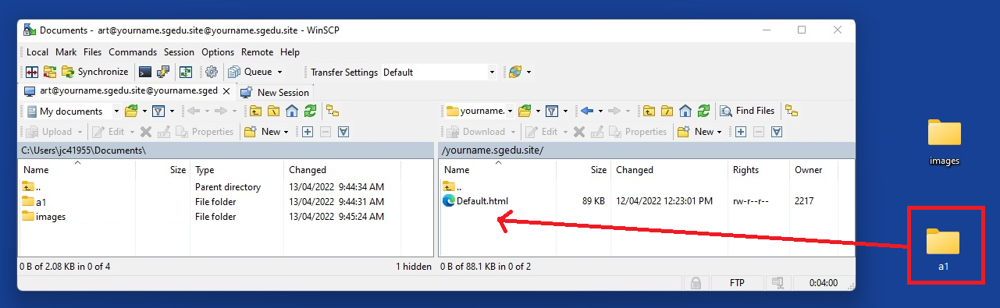 Documents - art@yourname.sgedu.site@yourname.sgedu.site - WinSCP
Local Mark Files Commands Session Options Remote Help
Synchronize Queue Transfer Settings Default
art@yourname.sgedu.site@yourname.sged New Session
My documents yourname. Find Files
Upload Edit Properties New Download Edit Properties New
C:\Users\jc41955\Documents\ /yourname.sgedu.site/
Name Size Type Changed Name Size Changed Rights Owner
.. Parent directory 13/04/2022 9:44:34 AM ..
a1 File folder 13/04/2022 9:44:31 AM Default.html 89 KB 12/04/2022 12:23:01 PM rw-r--r-- 2217
images File folder 13/04/2022 9:45:24 AM
0 B of 2.08 KB in 0 of 4 1 hidden 0 B of 88.1 KB in 0 of 2
FTP 0:04:00
images
a1